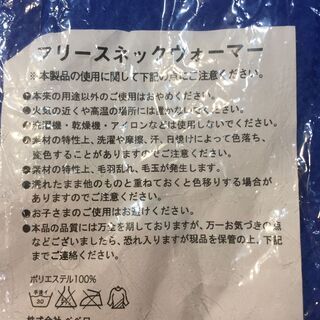 フリースネックウォーマー
※本製品の使用に関して下記の点にご注意ください。
本来の用途以外のご使用はおやめください。
火気の近くや高温の場所には置かないでください。
洗濯機・乾燥機・アイロンなどは使用しないでください。
素材の特性上、洗濯や摩擦、汗、日焼けによって色落ち、
変色することがありますのでご注意ください。
素材の特性上、毛羽乱れ、毛玉が発生します。
汚れたまま他のものと重ねておくと色移りする場合が
ありますのでご注意ください。
お子さまのご使用はお避けください。
本品の品質には万全を期しておりますが、万一お気づきの点
などございましたら、恐れ入りますが現品を保管の上、下記
までご連絡ください。
ポリエステル100%
手洗イ
30
株式会社